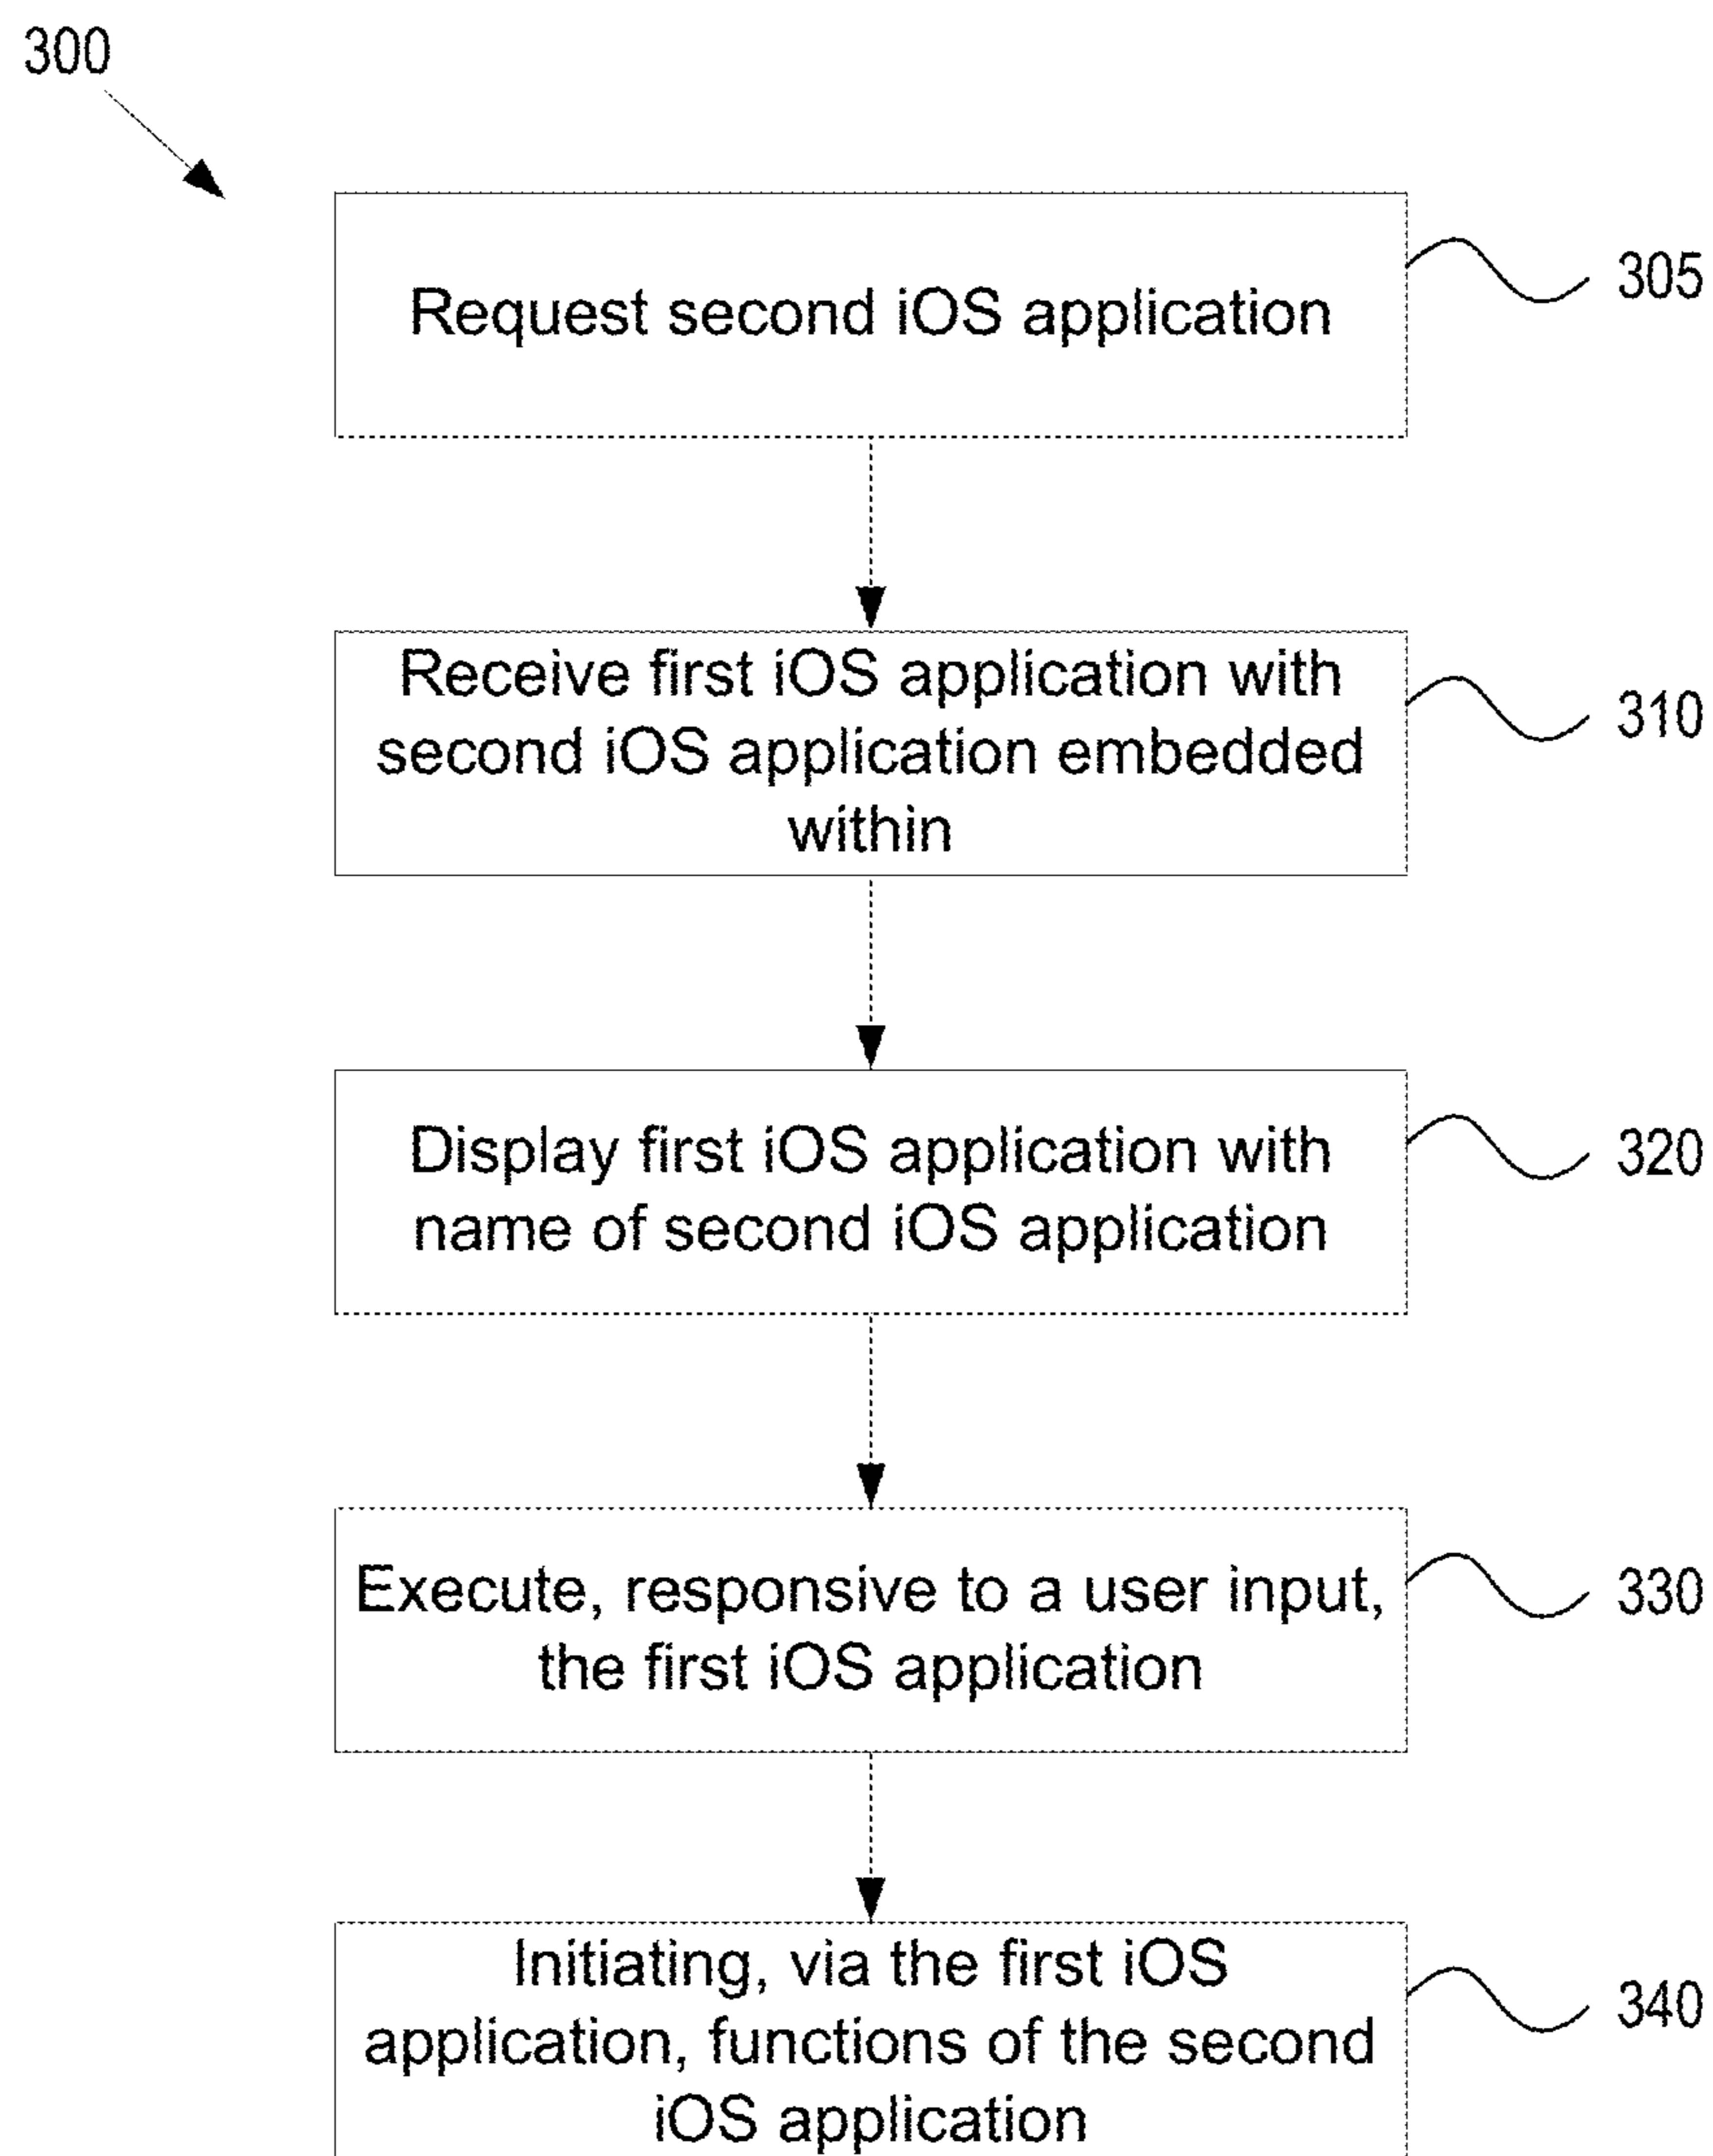 300
Request second iOS application
305
Receive first iOS application with
second iOS application embedded
within
310
Display first iOS application with
name of second iOS application
320
Execute, responsive to a user input,
the first iOS application
330
Initiating, via the first iOS
application, functions of the second
iOS application
340